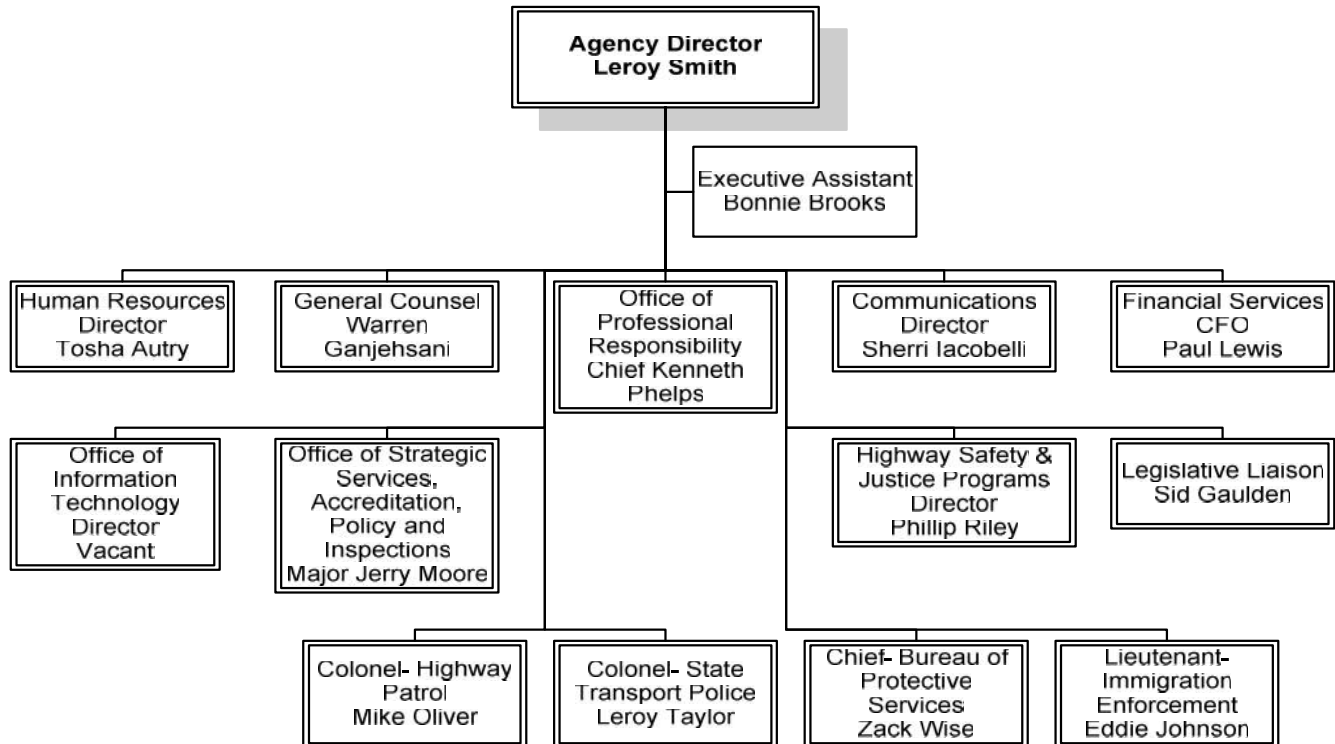 Agency Director
Leroy Smith
Executive Assistant
Bonnie Brooks
Human Resources
Director
Tosha Autry
General Counsel
Warren
Ganjehsani
Office of
Professional
Responsibility
Chief Kenneth
Phelps
Communications
Director
Sherri Iacobelli
Financial Services
CFO
Paul Lewis
Office of
Information
Technology
Director
Vacant
Office of Strategic
Services,
Accreditation,
Policy and
Inspections
Major Jerry Moore
Highway Safety &
Justice Programs
Director
Phillip Riley
Legislative Liaison
Sid Gaulden
Colonel- Highway
Patrol
Mike Oliver
Colonel- State
Transport Police
Leroy Taylor
Chief- Bureau of
Protective
Services
Zack Wise
Lieutenant-
Immigration
Enforcement
Eddie Johnson